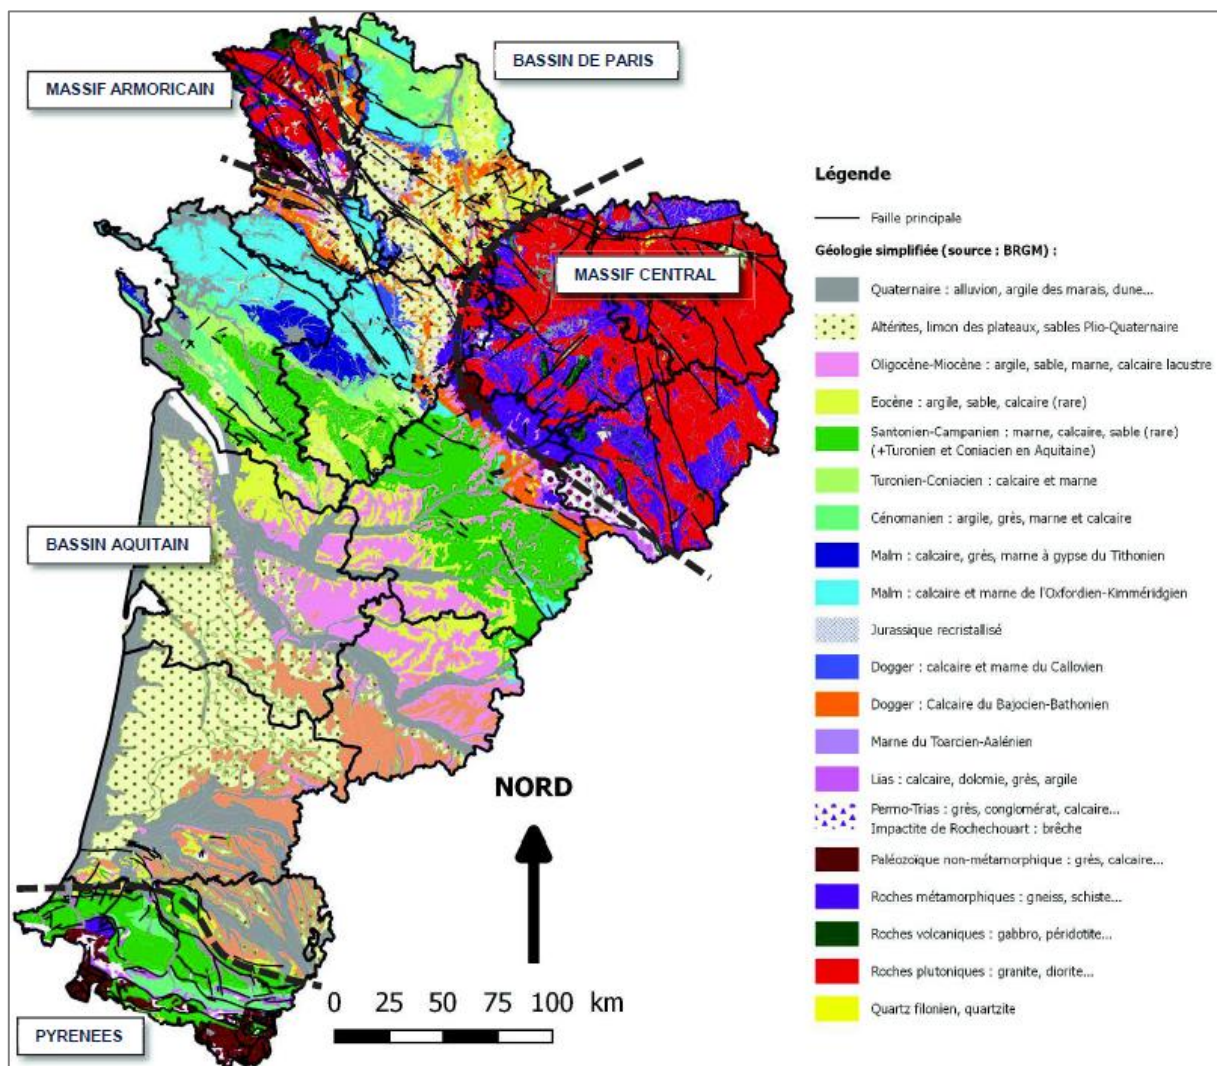 BASSIN DE PARIS
MASSIF ARMORICAIN
MASSIF CENTRAL
BASSIN AQUITAIN
PYRENEES
NORD
0 25 50 75 100 km
Légende
Faille principale
Géologie simplifiée (source : BRGM) :
Quaternaire : alluvion, argile des marais, dune...
Altérites, limon des plateaux, sables Plio-Quaternaire
Oligocène-Miocène : argile, sable, marne, calcaire lacustre
Eocène : argile, sable, calcaire (rare)
Santonien-Campanien : marne, calcaire, sable (rare)
(+Turonien et Coniacien en Aquitaine)
Turonien-Coniacien : calcaire et marne
Cénomanien : argile, grès, marne et calcaire
Malm : calcaire, grès, marne à gypse du Tithonien
Malm : calcaire et marne de l'Oxfordien-Kimméridgien
Jurassique recristallisé
Dogger : calcaire et marne du Callovien
Dogger : Calcaire du Bajocien-Bathonien
Marne du Toarcien-Aalénien
Lias : calcaire, dolomie, grès, argile
Permo-Trias : grès, conglomérat, calcaire...
Impactite de Rochechouart : brêche
Paléozoïque non-métamorphique : grès, calcaire...
Roches métamorphiques : gneiss, schiste...
Roches volcaniques : gabbro, péridotite...
Roches plutoniques : granite, diorite...
Quartz filonien, quartzite